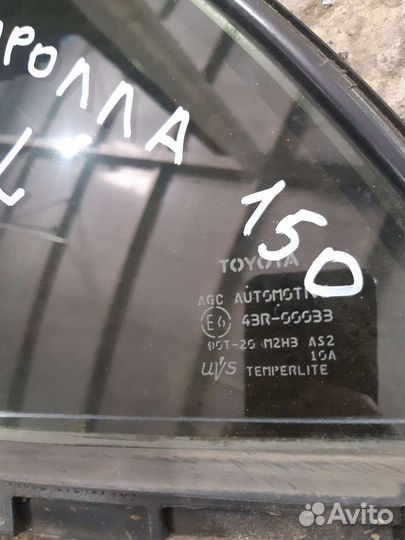 РОЛЛА
L
150
TOYOTA
AGC AUTOMOTIVE
E6 43R-00033
DOT-20 M2H3 AS2
10A
UVS TEMPERLITE
Avito